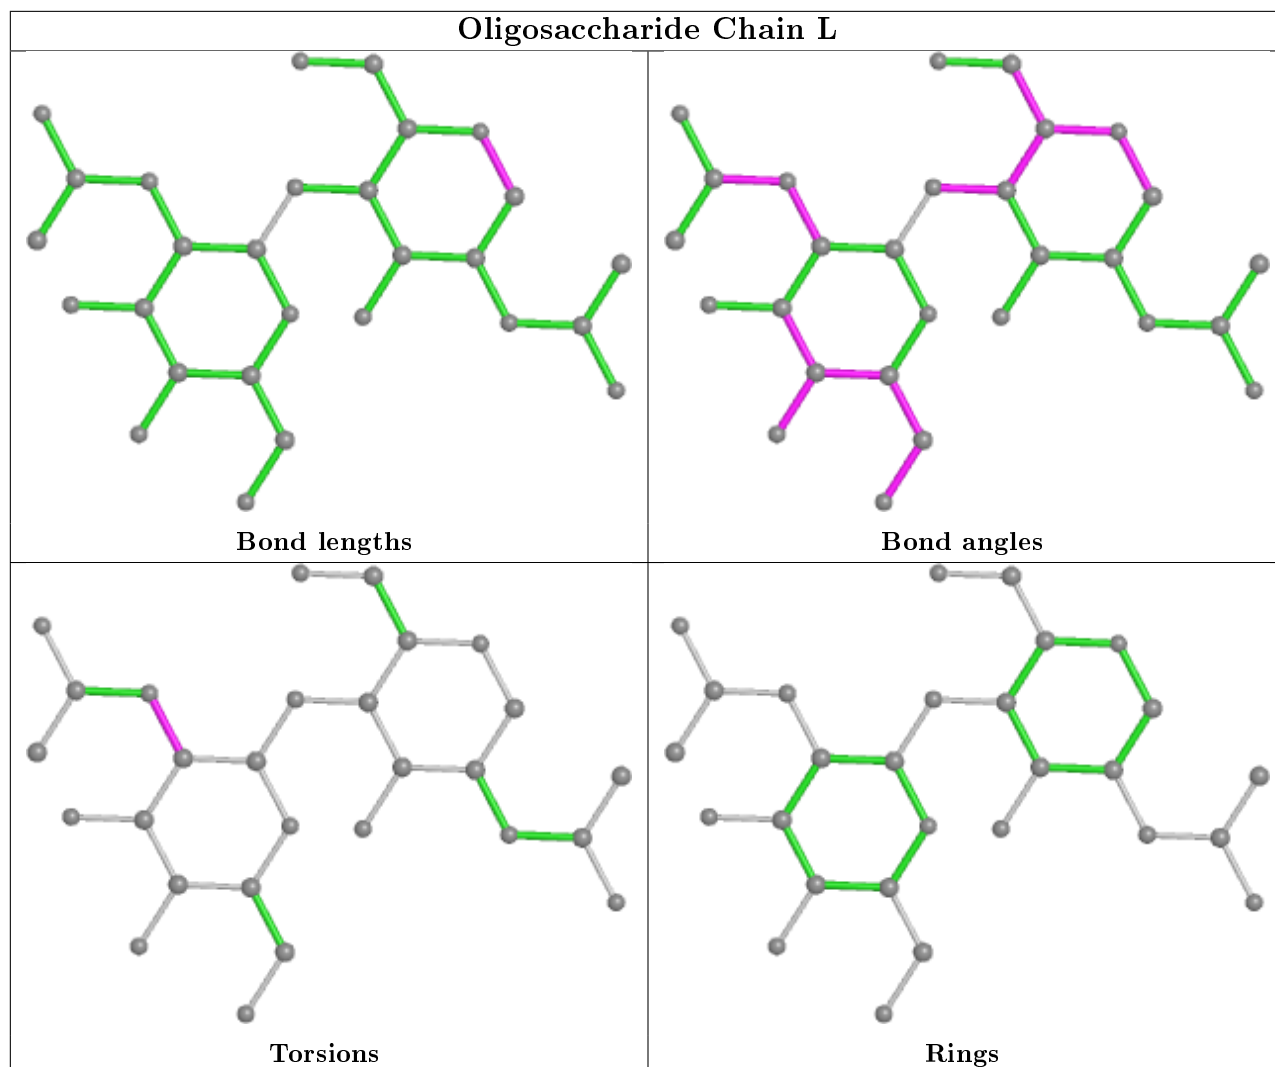 Oligosaccharide Chain L
Bond lengths
Bond angles
Torsions
Rings